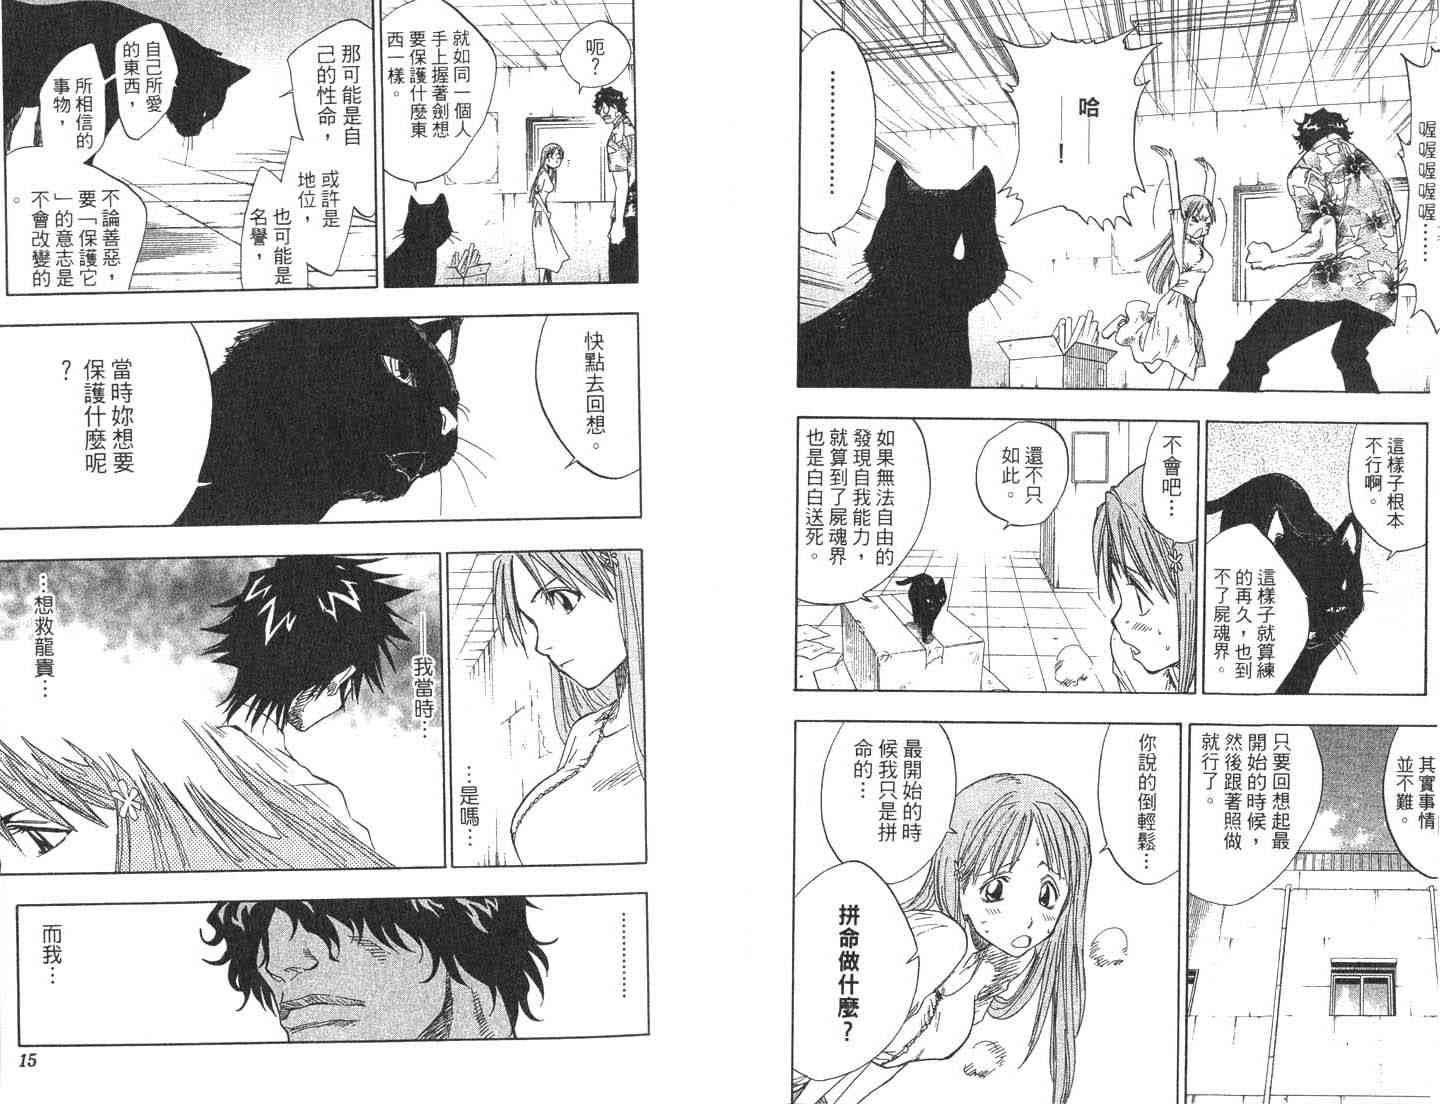 喔喔喔喔喔……
哈——！
…………
這樣子根本
不行啊。
這樣子就算練
的再久，也到
不了屍魂界。
不會吧…
還不只
如此。
如果無法自由的
發現自我能力，
就算到了屍魂界
也是白白送死。
其實事情
並不難。
只要回想起最
開始的時候，
然後跟著照做
就行了。
你說的倒輕鬆…
最開始的時
候我只是拼
命的…
拼命做什麼？
呃？
就如同一個人
手上握著劍想
要保護什麼東
西一樣。
那可能是自
己的性命，
或許是
地位，
也可能是
名譽，
自己所愛
的東西，
所相信的
事物，
不論善惡，
要「保護它
」的意志是
不會改變的
。
快點去回想。
當時妳想要
保護什麼呢
？
…是嗎…
——我當時…
…想救龍貴…
…………
而我…
15